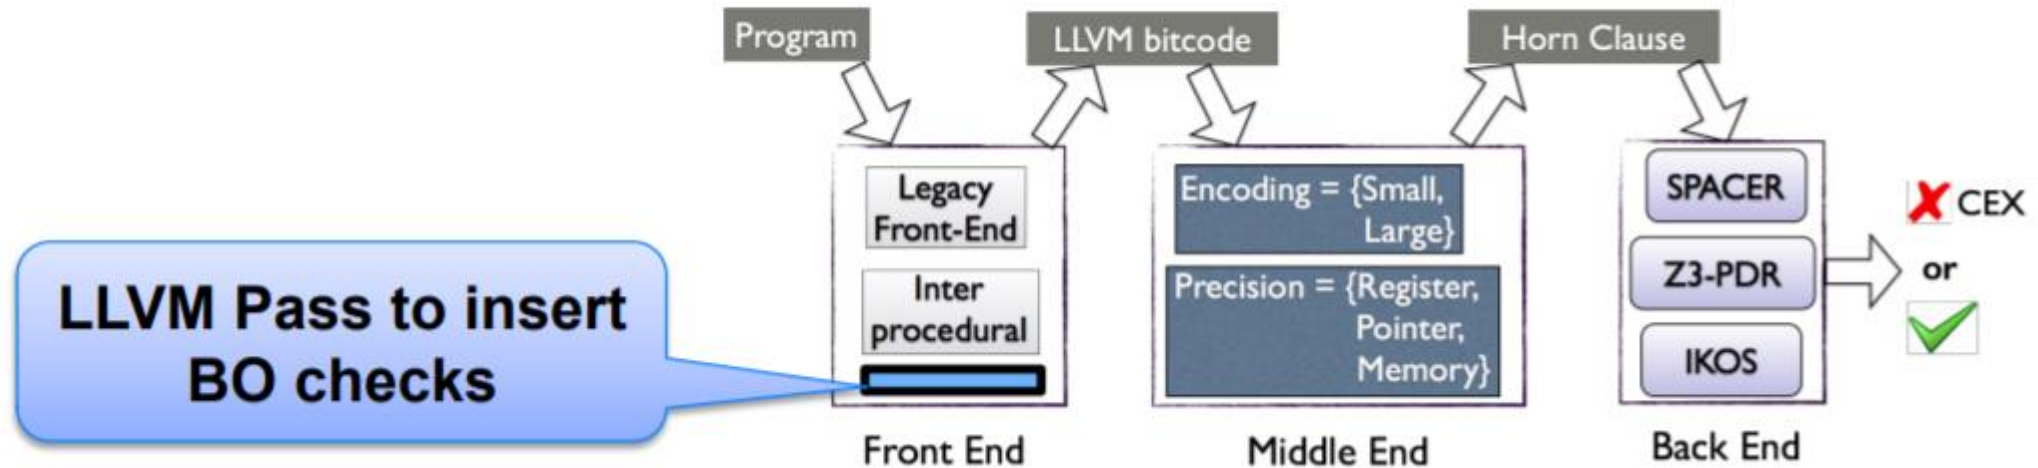 Program
LLVM bitcode
Horn Clause
Legacy
Front-End
Inter
procedural
Encoding = {Small,
Large}
Precision = {Register,
Pointer,
Memory}
SPACER
Z3-PDR
IKOS
CEX
or
LLVM Pass to insert
BO checks
Front End
Middle End
Back End